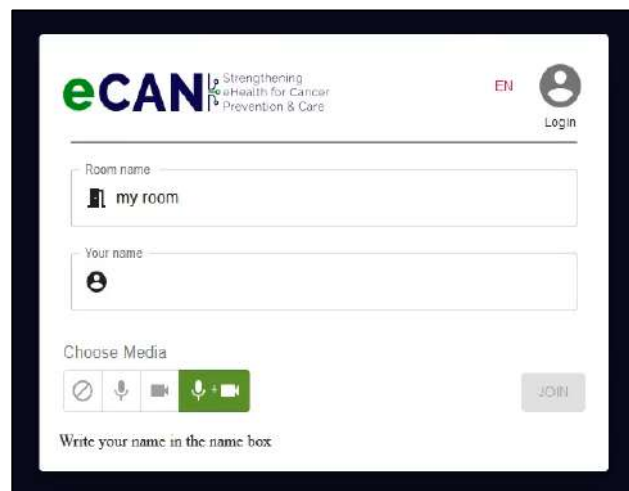 eCAN
Strengthening
eHealth for Cancer
Prevention & Care
EN
Login
Room name
my room
Your name
Choose Media
+
JOIN
Write your name in the name box